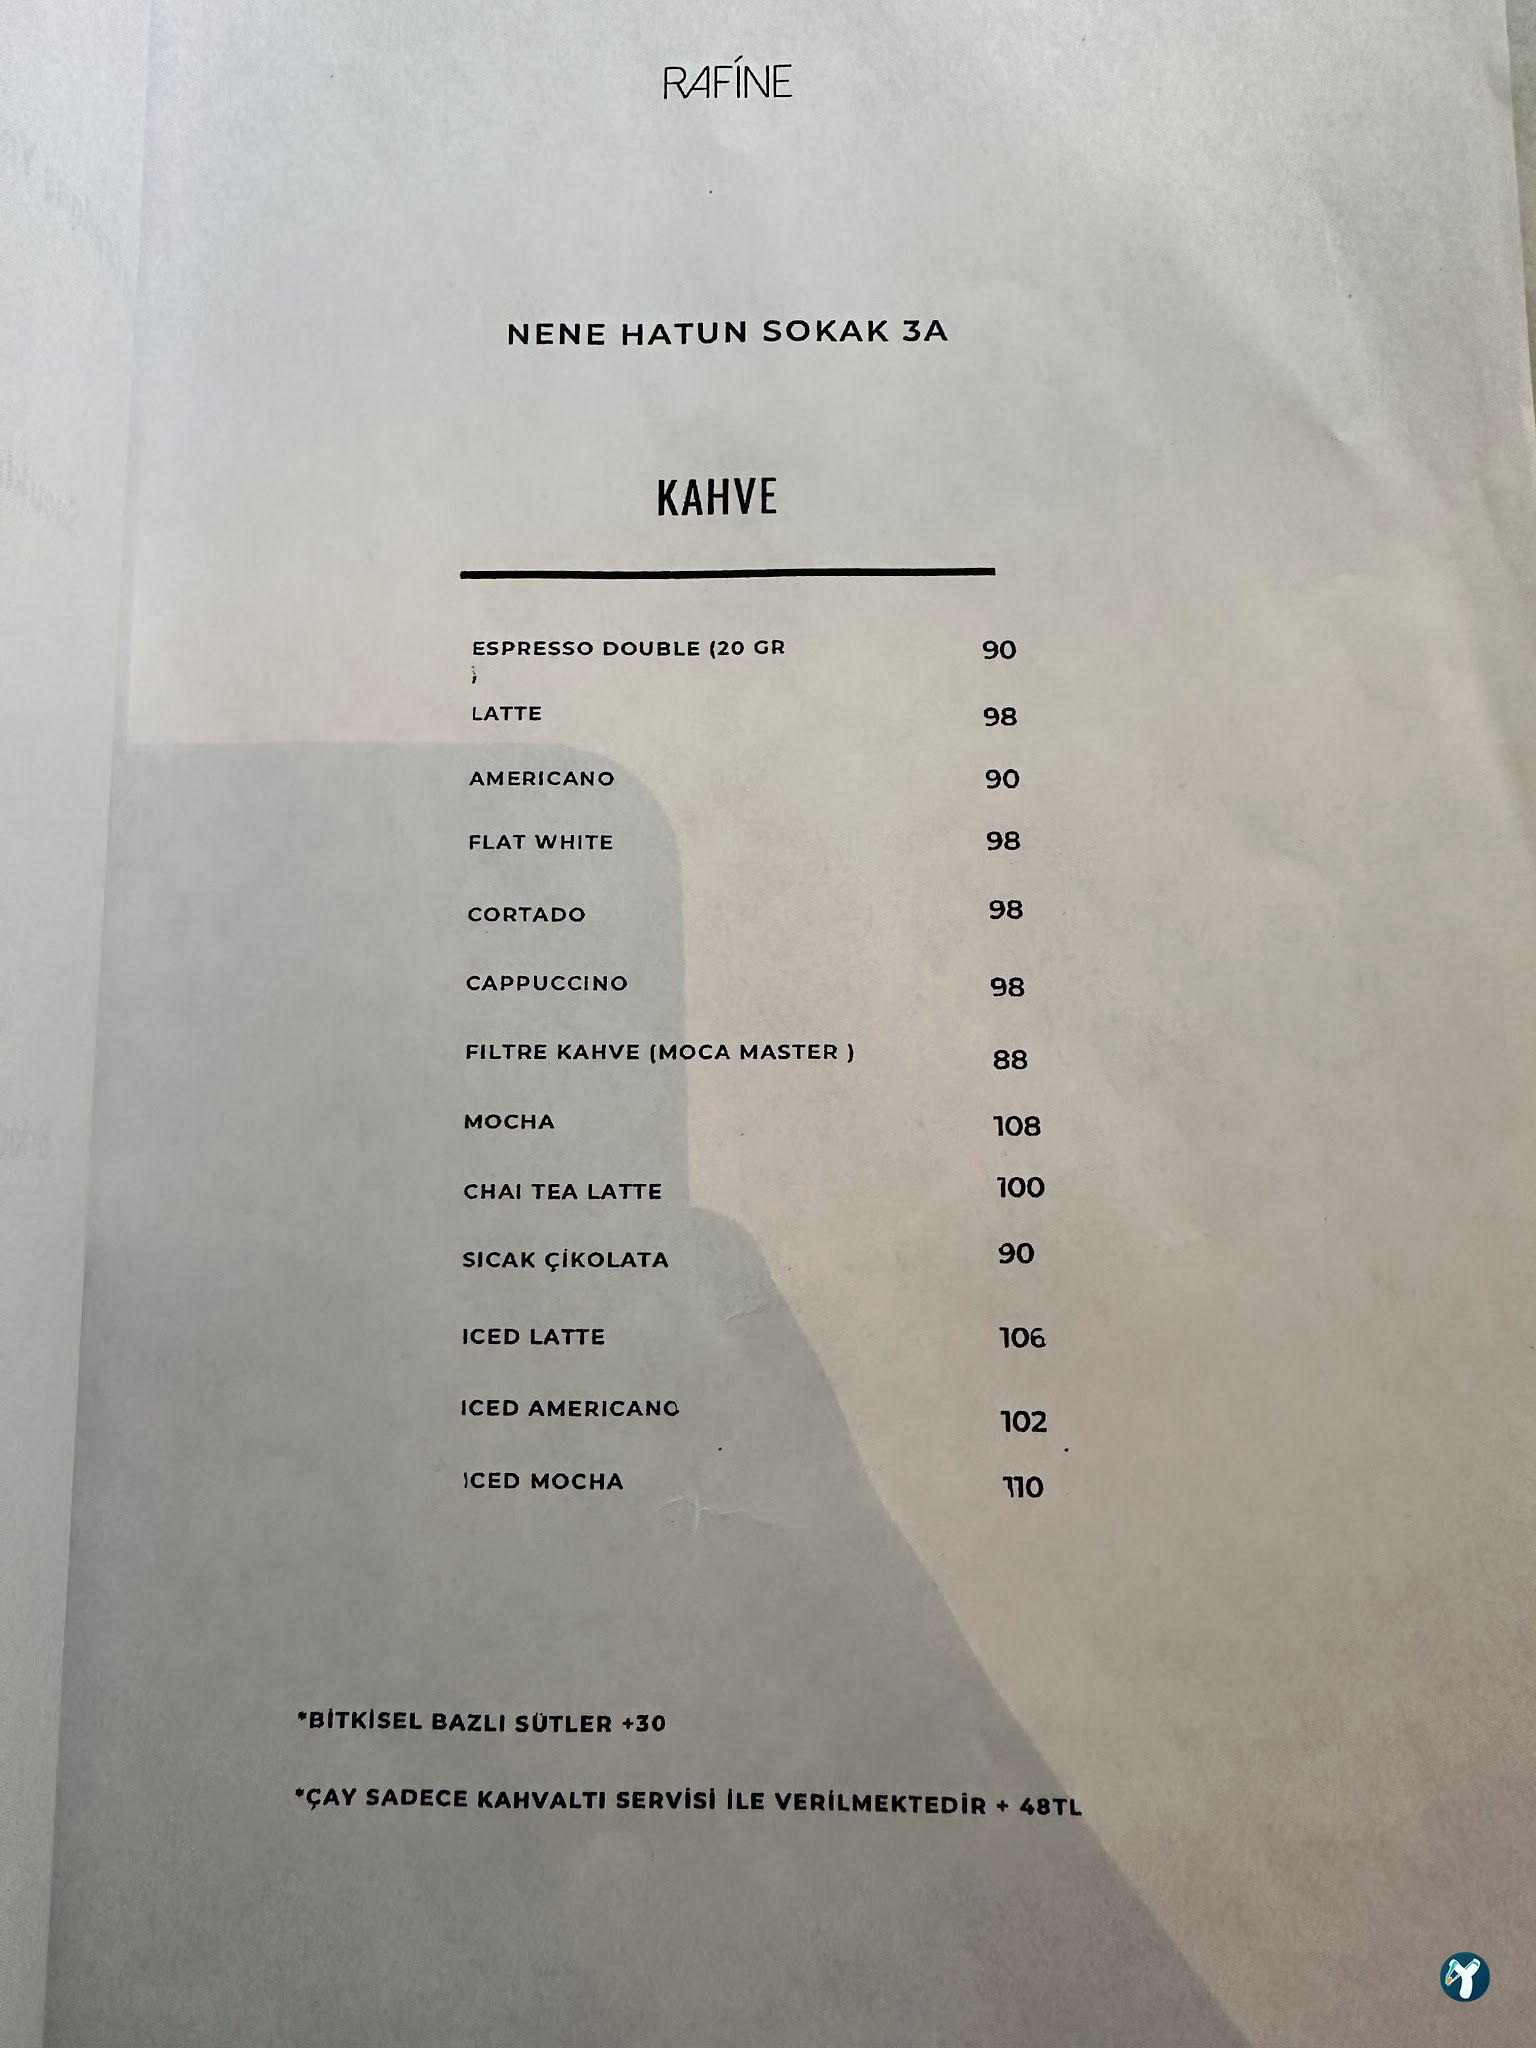 RAFİNE
NENE HATUN SOKAK 3A
KAHVE
ESPRESSO DOUBLE (20 GR 90
)
LATTE 98
AMERICANO 90
FLAT WHITE 98
CORTADO 98
CAPPUCCINO 98
FILTRE KAHVE (MOCA MASTER ) 88
MOCHA 108
CHAI TEA LATTE 100
SICAK ÇİKOLATA 90
ICED LATTE 106
ICED AMERICANO 102
ICED MOCHA 110
*BİTKİSEL BAZLI SÜTLER +30
*ÇAY SADECE KAHVALTI SERVİSİ İLE VERİLMEKTEDİR + 48TL